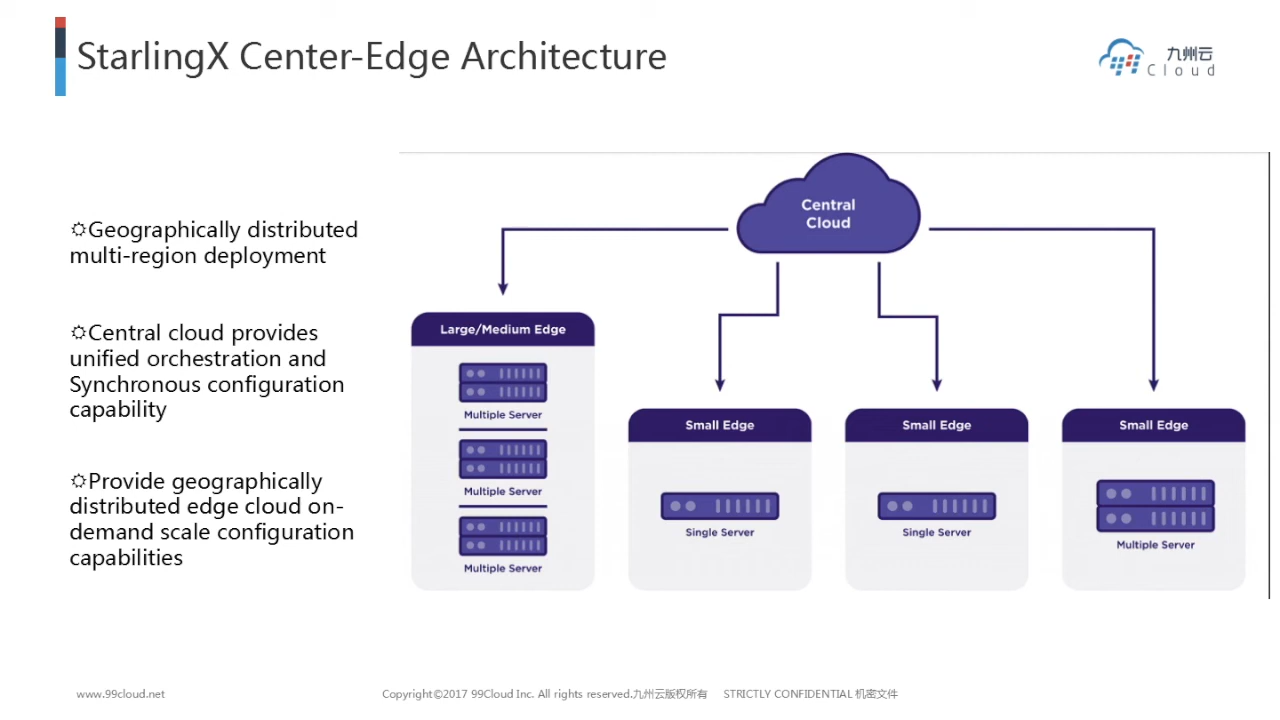 StarlingX Center-Edge Architecture
九州云
Cloud
☼Geographically distributed
multi-region deployment
☼Central cloud provides
unified orchestration and
Synchronous configuration
capability
☼Provide geographically
distributed edge cloud on-
demand scale configuration
capabilities
Central
Cloud
Large/Medium Edge
Multiple Server
Multiple Server
Multiple Server
Small Edge
Single Server
Small Edge
Single Server
Small Edge
Multiple Server
www.99cloud.net
Copyright©2017 99Cloud Inc. All rights reserved.九州云版权所有 STRICTLY CONFIDENTIAL 机密文件